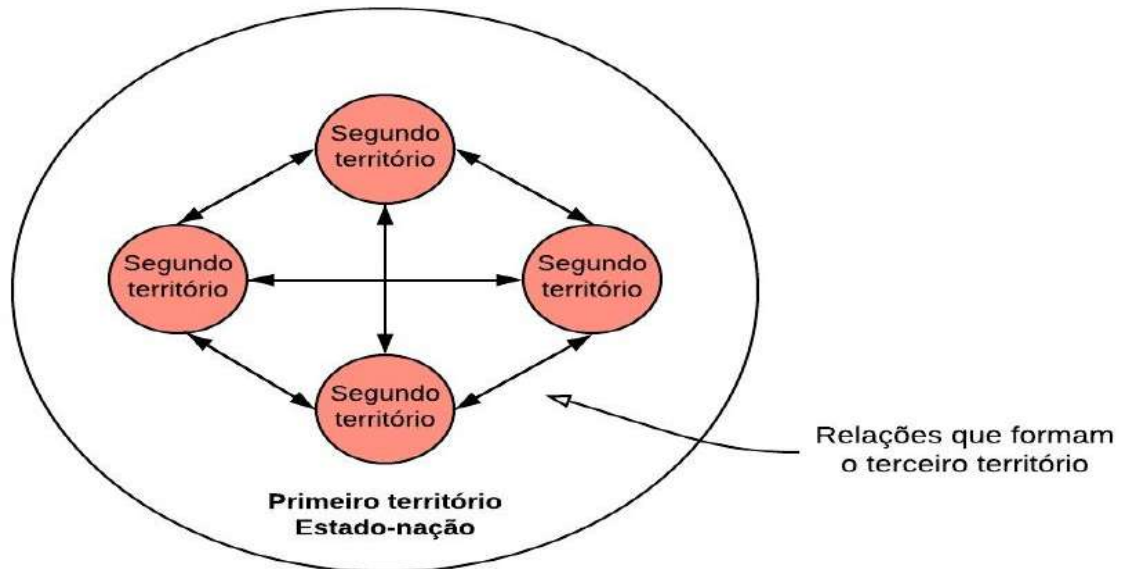 Segundo
território
Segundo
território
Segundo
território
Segundo
território
Relações que formam
o terceiro território
Primeiro território
Estado-nação